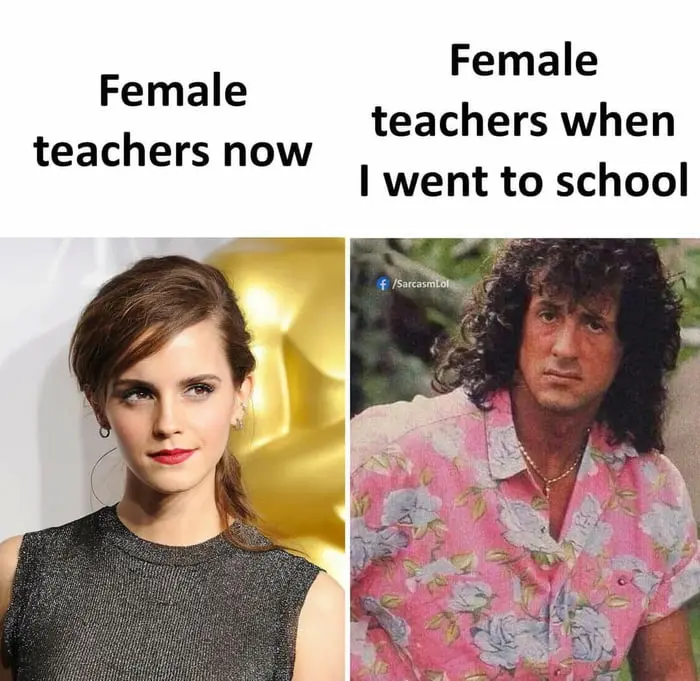 Female
teachers now
Female
teachers when
I went to school
f /SarcasmLol